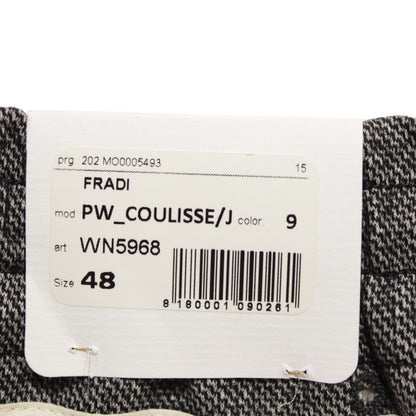 prg 202 MO0005493 15
FRADI
mod PW_COULISSE/J color 9
art WN5968
Size 48
8 180001 090261